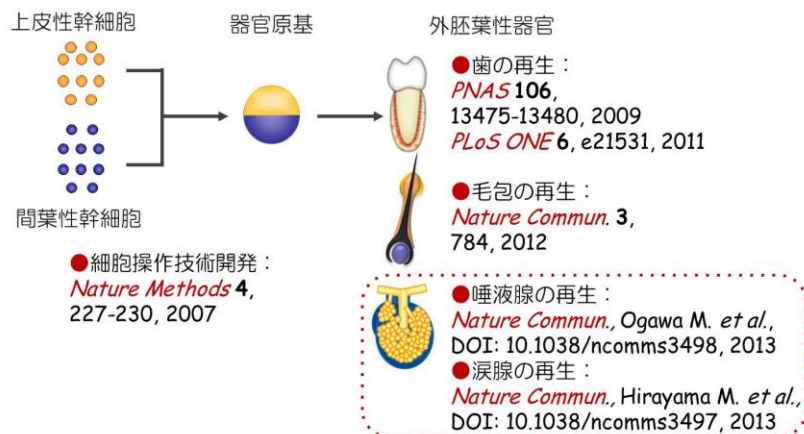 上皮性幹細胞
器官原基
外胚葉性器官
間葉性幹細胞
●細胞操作技術開発：
Nature Methods 4,
227-230, 2007
●歯の再生：
PNAS 106,
13475-13480, 2009
PLoS ONE 6, e21531, 2011
●毛包の再生：
Nature Commun. 3,
784, 2012
●唾液腺の再生：
Nature Commun., Ogawa M. et al.,
DOI: 10.1038/ncomms3498, 2013
●涙腺の再生：
Nature Commun., Hirayama M. et al.,
DOI: 10.1038/ncomms3497, 2013